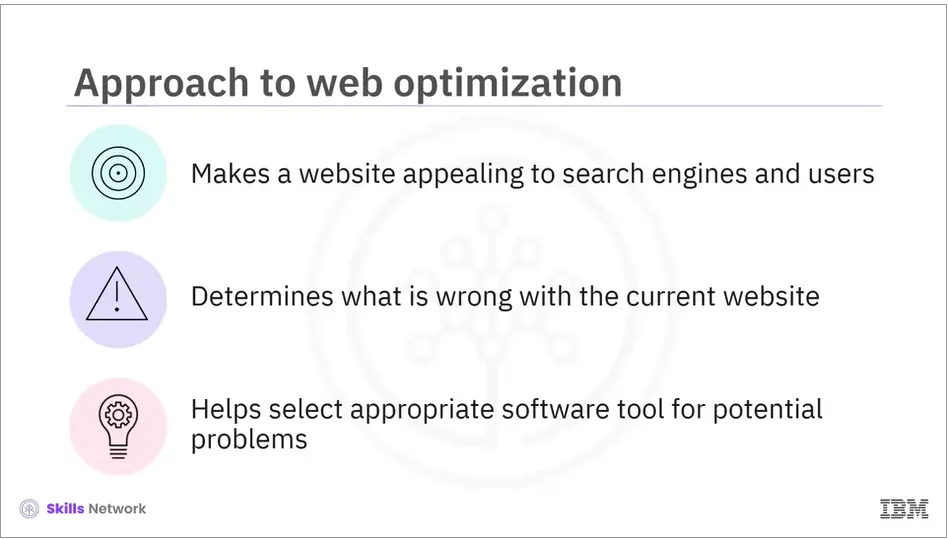 Approach to web optimization
Makes a website appealing to search engines and users
Determines what is wrong with the current website
Helps select appropriate software tool for potential
problems
Skills Network
IBM